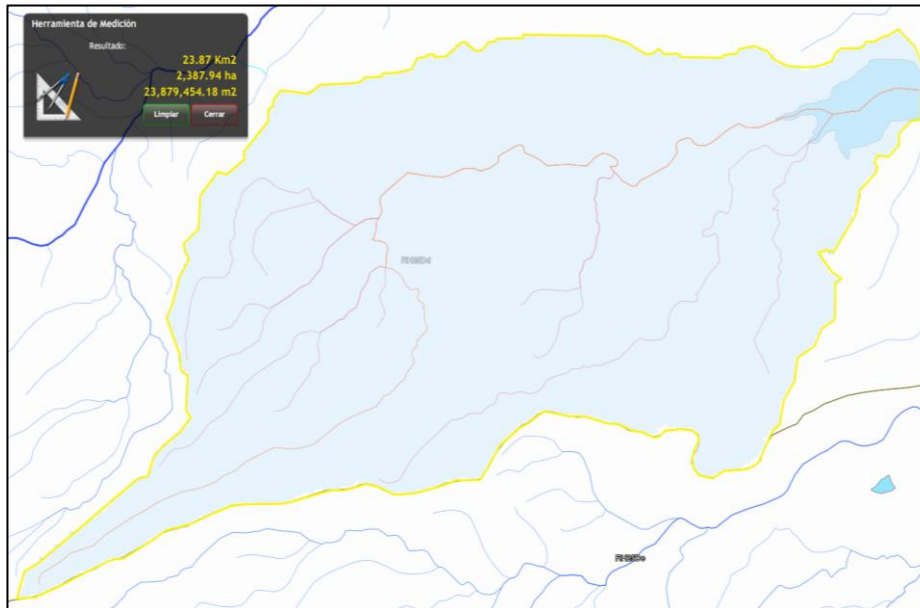 Herramienta de Medición
Resultado:
23.87 Km2
2,387.94 ha
23,879,454.18 m2
Limpiar
Cerrar